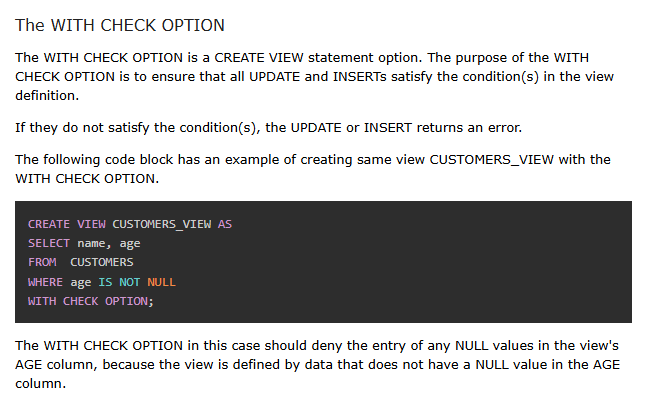 The WITH CHECK OPTION
The WITH CHECK OPTION is a CREATE VIEW statement option. The purpose of the WITH
CHECK OPTION is to ensure that all UPDATE and INSERTs satisfy the condition(s) in the view
definition.
If they do not satisfy the condition(s), the UPDATE or INSERT returns an error.
The following code block has an example of creating same view CUSTOMERS_VIEW with the
WITH CHECK OPTION.
CREATE VIEW CUSTOMERS_VIEW AS
SELECT name, age
FROM  CUSTOMERS
WHERE age IS NOT NULL
WITH CHECK OPTION;
The WITH CHECK OPTION in this case should deny the entry of any NULL values in the view's
AGE column, because the view is defined by data that does not have a NULL value in the AGE
column.